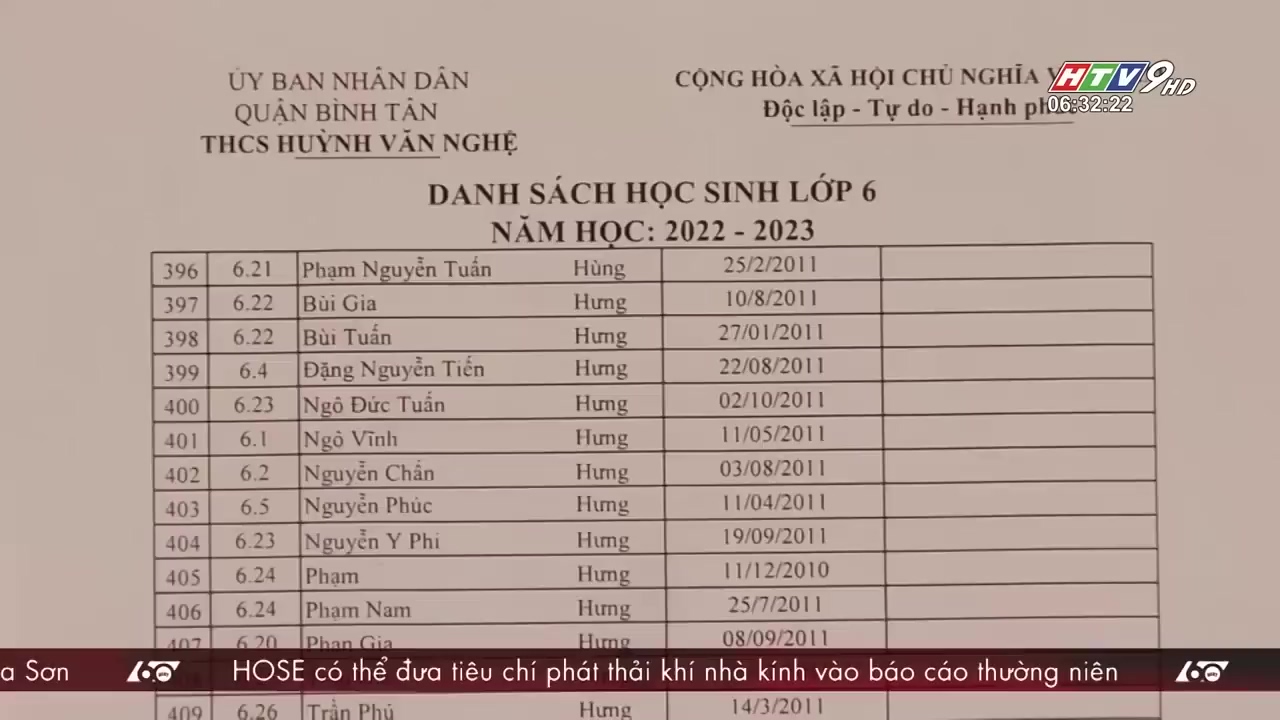 ỦY BAN NHÂN DÂN
QUẬN BÌNH TÂN
THCS HUỲNH VĂN NGHỆ
CỘNG HÒA XÃ HỘI CHỦ NGHĨA
Độc lập - Tự do - Hạnh
HTV9 HD
06:32:22
DANH SÁCH HỌC SINH LỚP 6
NĂM HỌC: 2022 - 2023
396 6.21 Phạm Nguyễn Tuấn Hùng 25/2/2011
397 6.22 Bùi Gia Hưng 10/8/2011
398 6.22 Bùi Tuấn Hưng 27/01/2011
399 6.4 Đặng Nguyễn Tiến Hưng 22/08/2011
400 6.23 Ngô Đức Tuấn Hưng 02/10/2011
401 6.1 Ngô Vĩnh Hưng 11/05/2011
402 6.2 Nguyễn Chấn Hưng 03/08/2011
403 6.5 Nguyễn Phúc Hưng 11/04/2011
404 6.23 Nguyễn Y Phi Hưng 19/09/2011
405 6.24 Phạm Hưng 11/12/2010
406 6.24 Phạm Nam Hưng 25/7/2011
407 6.20 Phan Gia Hưng 08/09/2011
a Sơn 60 giây HOSE có thể đưa tiêu chí phát thải khí nhà kính vào báo cáo thường niên 60 giây
409 6.26 Trần Phú Hưng 14/3/2011